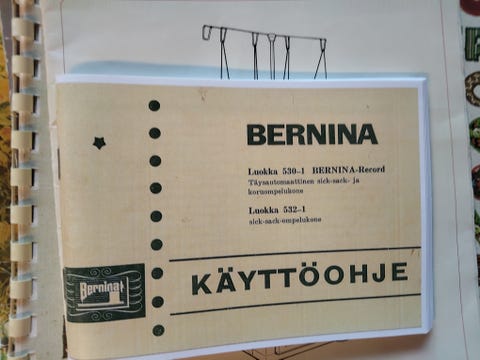 BERNINA
Luokka 530-1 BERNINA-Record
Täysautomaattinen sick-sack- ja
koruompelukone
Luokka 532-1
sick-sack-ompelukone
Bernina
KÄYTTÖOHJE